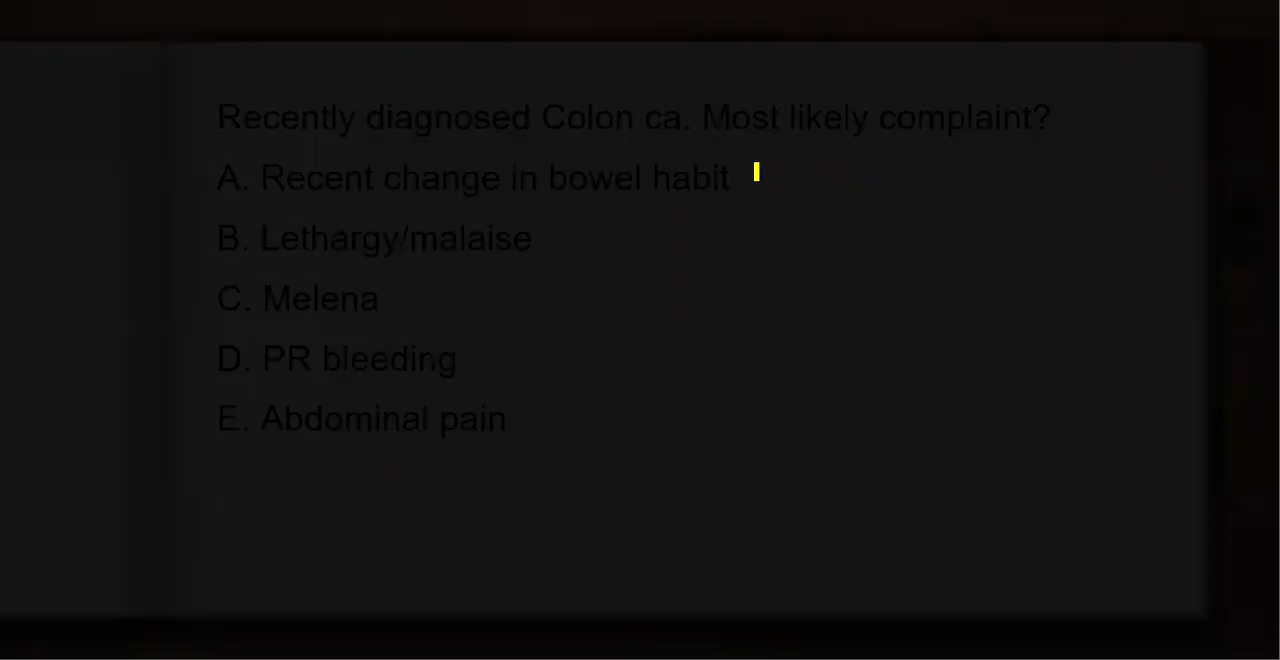 Recently diagnosed Colon ca. Most likely complaint?
A. Recent change in bowel habit
B. Lethargy/malaise
C. Melena
D. PR bleeding
E. Abdominal pain